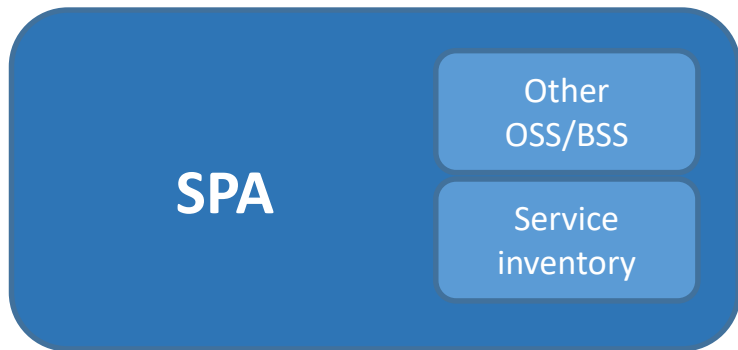 SPA
Other
OSS/BSS
Service
inventory